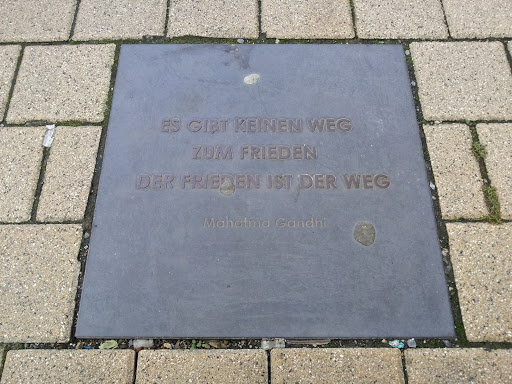 ES GIBT KEINEN WEG
ZUM FRIEDEN
DER FRIEDEN IST DER WEG
Mahatma Gandhi